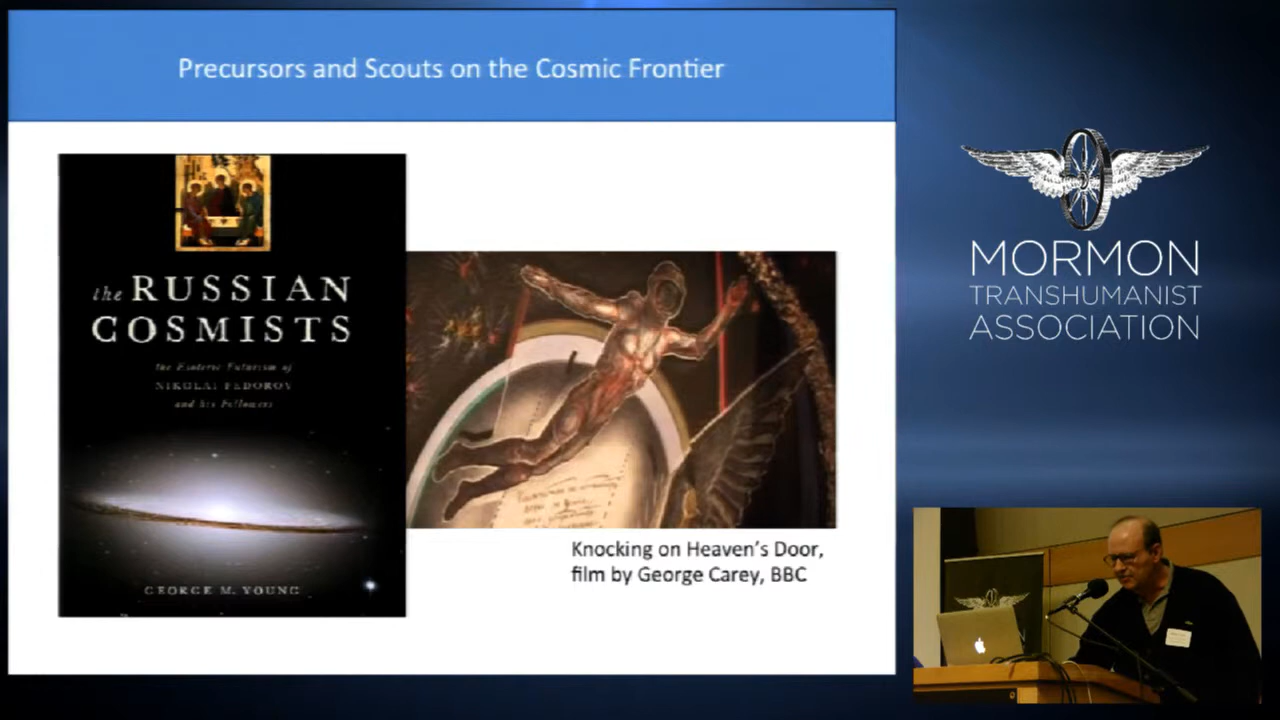 Precursors and Scouts on the Cosmic Frontier
the RUSSIAN
COSMISTS
the Esoteric Futurism of
NIKOLAI FEDOROV
and his Followers
GEORGE M. YOUNG
Knocking on Heaven's Door,
film by George Carey, BBC
MORMON
TRANSHUMANIST
ASSOCIATION